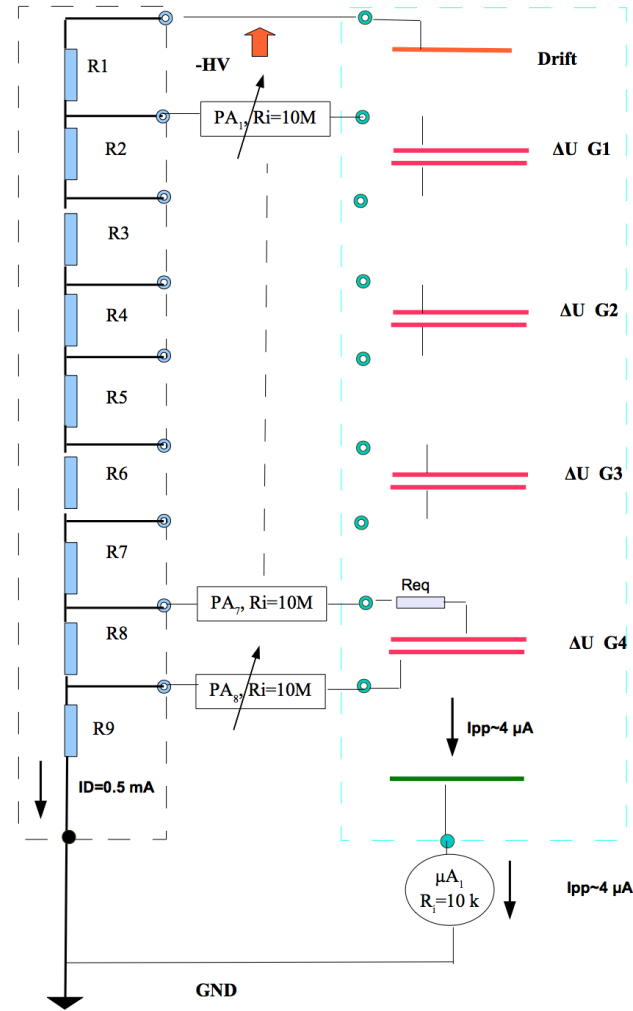 R1
R2
R3
R4
R5
R6
R7
R8
R9
ID=0.5 mA
-HV
PA₁, Ri=10M
PA₇, Ri=10M
PA₈, Ri=10M
Drift
ΔU G1
ΔU G2
ΔU G3
Req
ΔU G4
Ipp~4 µA
µA₁
Rᵢ=10 k
Ipp~4 µA
GND